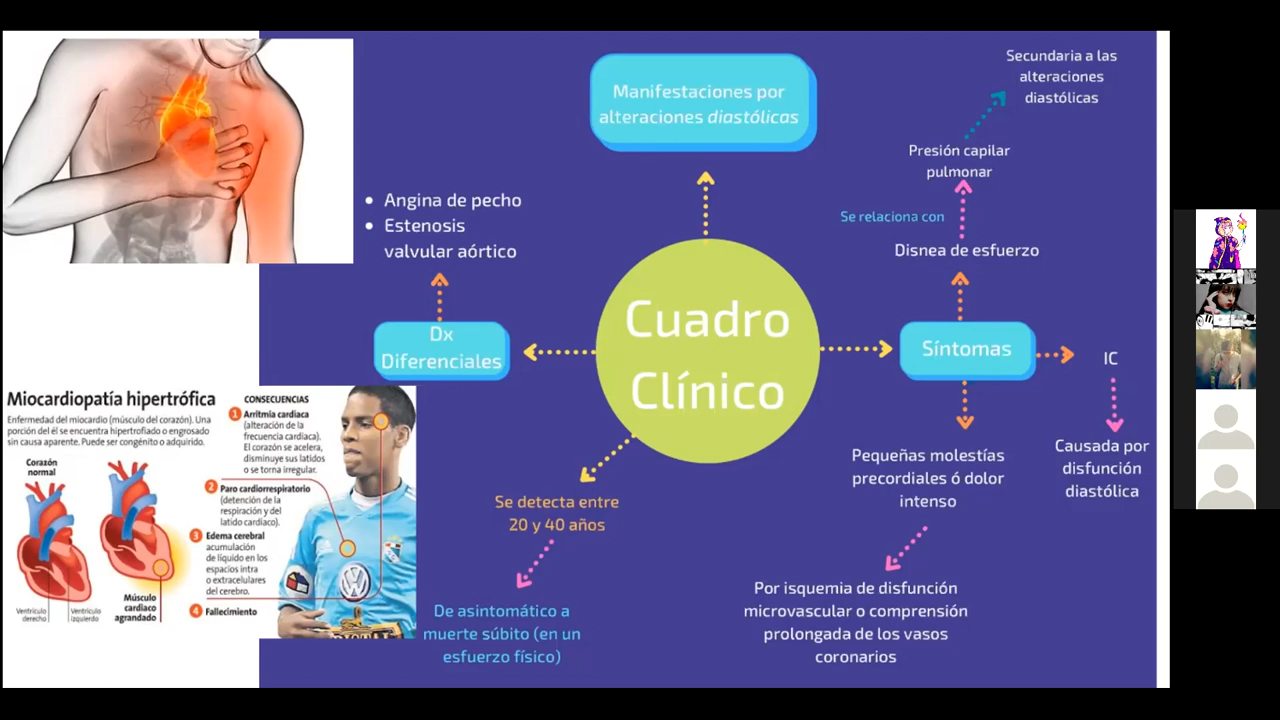 Manifestaciones por
alteraciones diastólicas
Secundaria a las
alteraciones
diastólicas
Presión capilar
pulmonar
Se relaciona con
Disnea de esfuerzo
• Angina de pecho
• Estenosis
valvular aórtico
Dx
Diferenciales
Cuadro
Clínico
Síntomas
IC
Causada por
disfunción
diastólica
Pequeñas molestías
precordiales ó dolor
intenso
Por isquemia de disfunción
microvascular o comprensión
prolongada de los vasos
coronarios
Se detecta entre
20 y 40 años
De asintomático a
muerte súbito (en un
esfuerzo físico)
Miocardiopatía hipertrófica
Enfermedad del miocardio (músculo del corazón). Una
porción del él se encuentra hipertrofiado o engrosado
sin causa aparente. Puede ser congénito o adquirido.
Corazón
normal
Ventrículo
derecho
Ventrículo
izquierdo
Músculo
cardiaco
agrandado
CONSECUENCIAS
1 Arritmia cardiaca
(alteración de la
frecuencia cardiaca).
El corazón se acelera,
disminuye sus latidos
o se torna irregular.
2 Paro cardiorrespiratorio
(detención de la
respiración y del
latido cardiaco).
3 Edema cerebral
acumulación
de líquido en los
espacios intra
o extracelulares
del cerebro.
4 Fallecimiento